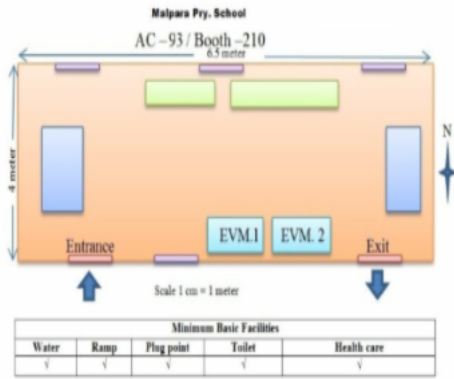 Malpara Pry. School
AC – 93 / Booth –210
6.5 meter
4 meter
N
EVM.1 EVM. 2
Entrance Exit
Scale 1 cm = 1 meter
Minimum Basic Facilities
Water Ramp Plug point Toilet Health care
√ √ √ √ √